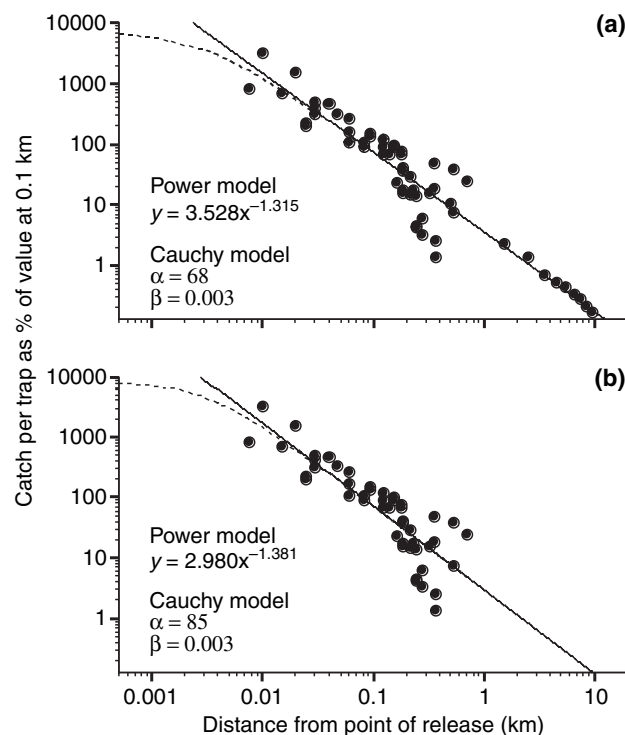 Catch per trap as % of value at 0.1 km
(a)
10000
1000
100
10
1
Power model
y = 3.528x^−1.315
Cauchy model
α = 68
β = 0.003
(b)
10000
1000
100
10
1
Power model
y = 2.980x^−1.381
Cauchy model
α = 85
β = 0.003
0.001 0.01 0.1 1 10
Distance from point of release (km)